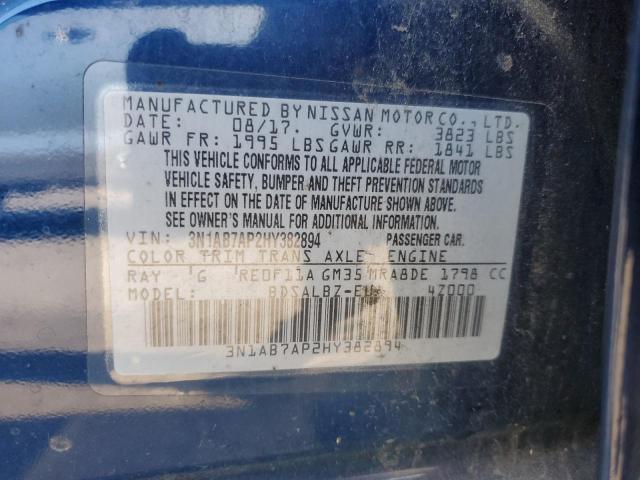 MANUFACTURED BY NISSAN MOTOR CO., LTD.
DATE: 08/17. GVWR: 3823 LBS
GAWR FR: 1995 LBS GAWR RR: 1841 LBS
THIS VEHICLE CONFORMS TO ALL APPLICABLE FEDERAL MOTOR
VEHICLE SAFETY, BUMPER AND THEFT PREVENTION STANDARDS
IN EFFECT ON THE DATE OF MANUFACTURE SHOWN ABOVE.
SEE OWNER'S MANUAL FOR ADDITIONAL INFORMATION.
VIN: 3N1AB7AP2HY382894 PASSENGER CAR.
COLOR TRIM TRANS AXLE ENGINE
RAY G RE0F11A GM35 MRA8DE 1798 CC
MODEL: 4Z000
3N1AB7AP2HY382894